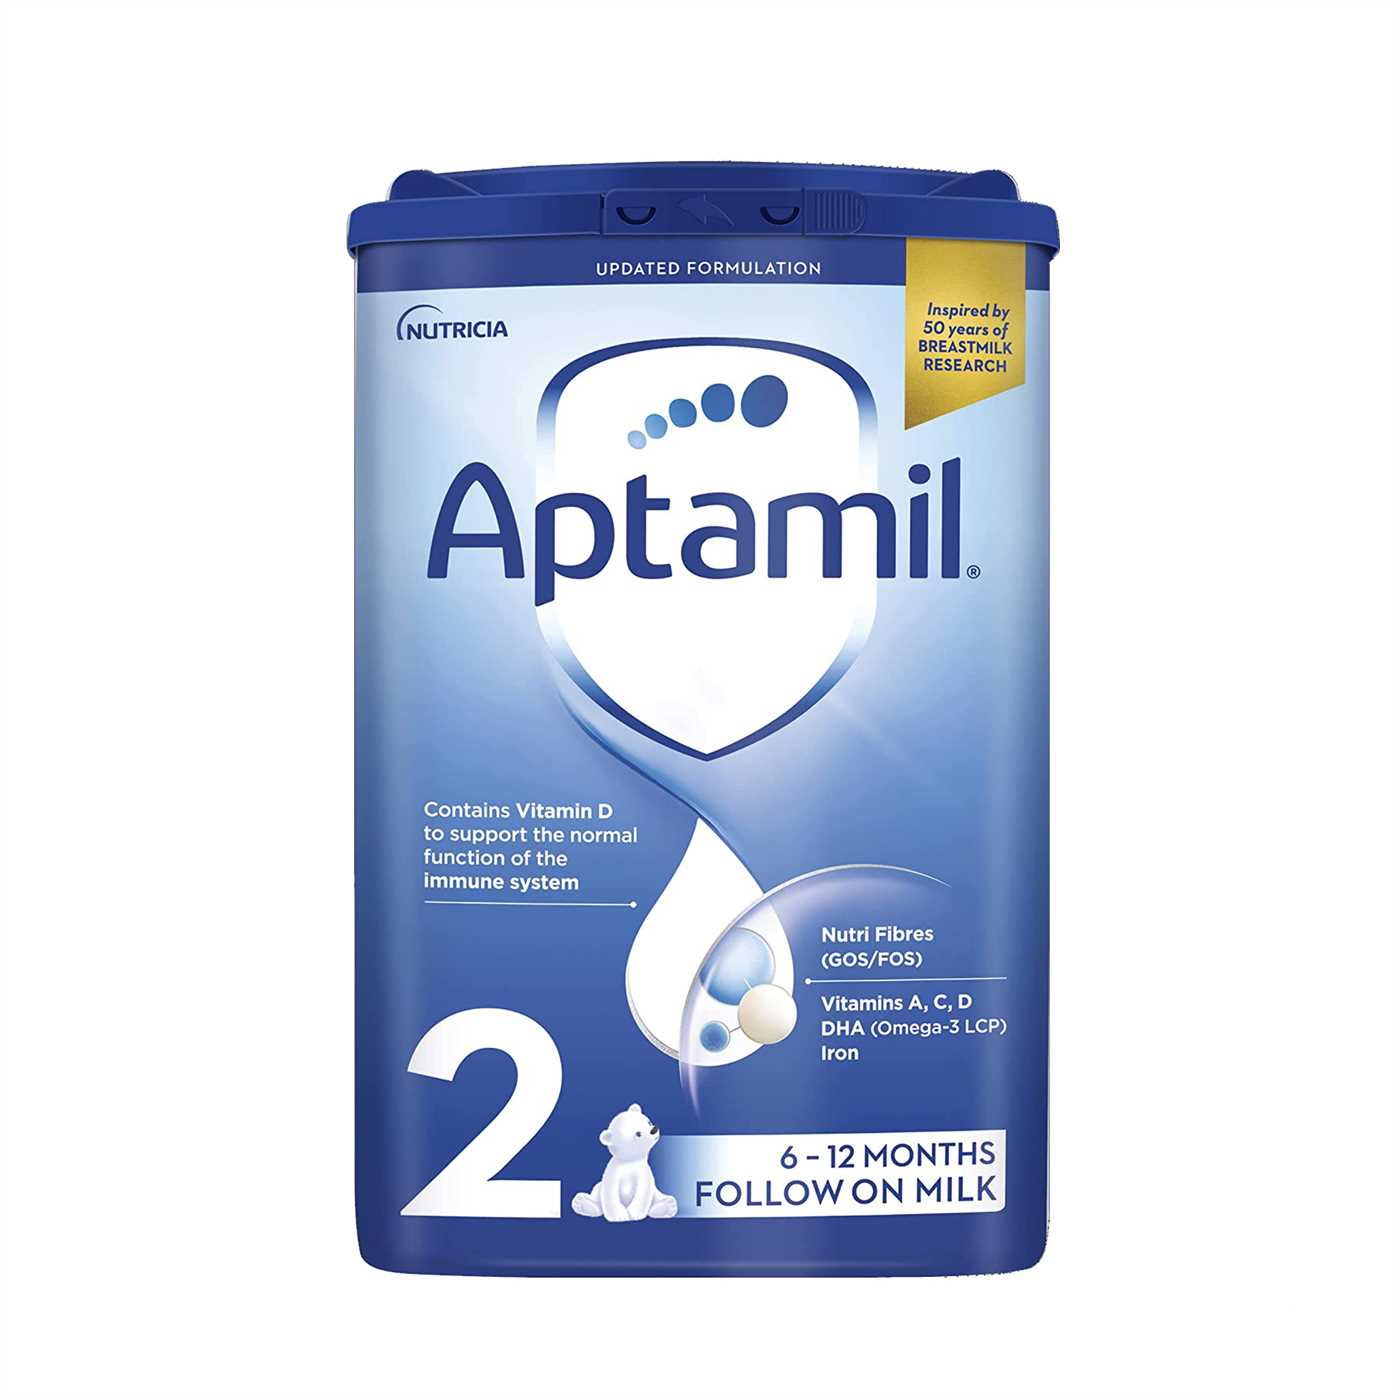 UPDATED FORMULATION
NUTRICIA
Inspired by
50 years of
BREASTMILK
RESEARCH
Aptamil®
Contains Vitamin D
to support the normal
function of the
immune system
Nutri Fibres
(GOS/FOS)
Vitamins A, C, D
DHA (Omega-3 LCP)
Iron
2
6 – 12 MONTHS
FOLLOW ON MILK